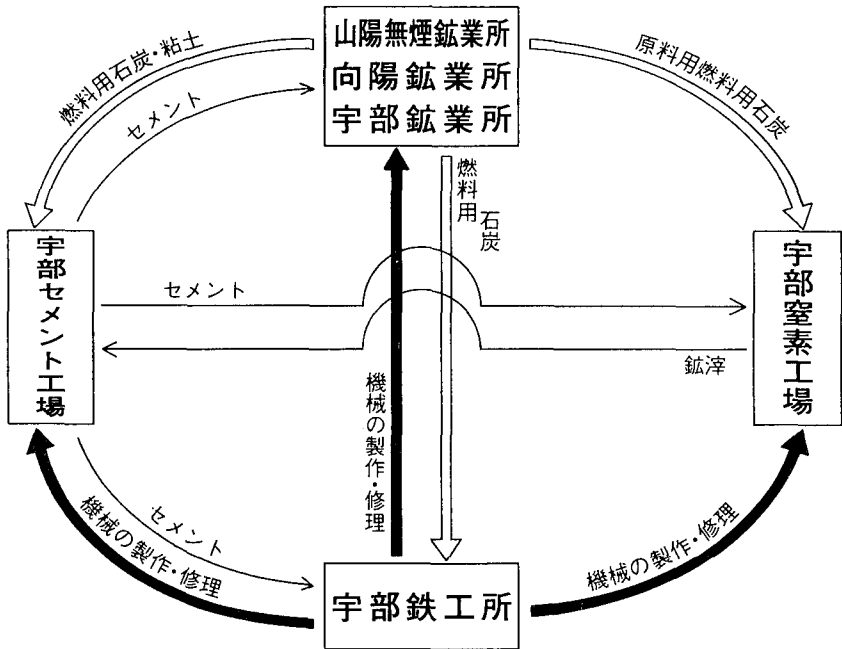 山陽無煙鉱業所
向陽鉱業所
宇部鉱業所
燃料用石炭・粘土
セメント
原料用燃料用石炭
燃料用
石炭
宇部セメント工場
宇部窒素工場
セメント
鉱滓
機械の製作・修理
セメント
機械の製作・修理
機械の製作・修理
宇部鉄工所